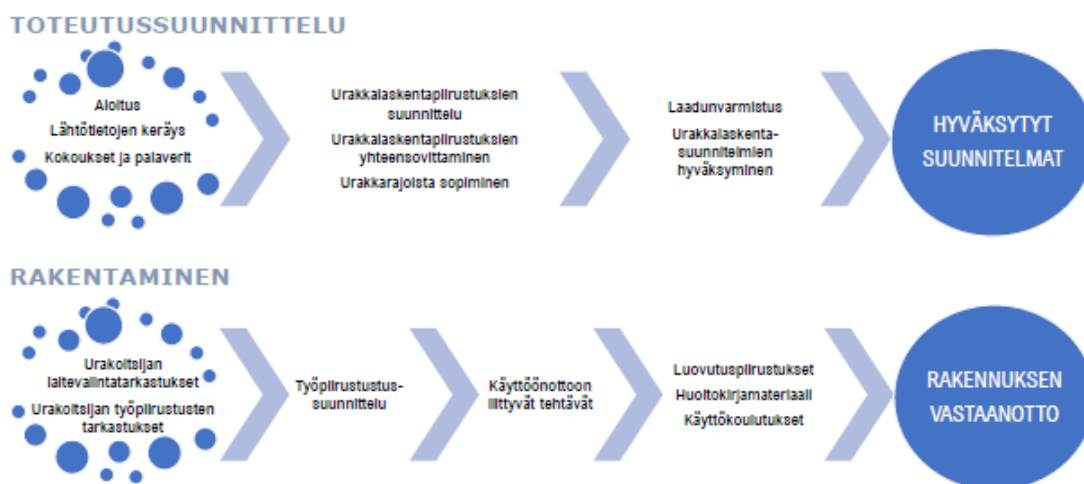 TOTEUTUSSUUNNITTELU
Aloitus
Lähtötietojen keräys
Kokoukset ja palaverit
Urakkalaskentapiirustuksien
suunnittelu
Urakkalaskentapiirustuksien
yhteensovittaminen
Urakkarajoista sopiminen
Laadunvarmistus
Urakkalaskenta-
suunnitelmien
hyväksyminen
HYVÄKSYTYT
SUUNNITELMAT
RAKENTAMINEN
Urakoitsijan
laitevalintatarkastukset
Urakoitsijan työpiirustusten
tarkastukset
Työpiirustustus-
suunnittelu
Käyttöönottoon
liittyvät tehtävät
Luovutuspiirustukset
Huoltokirjamateriaali
Käyttökoulutukset
RAKENNUKSEN
VASTAANOTTO